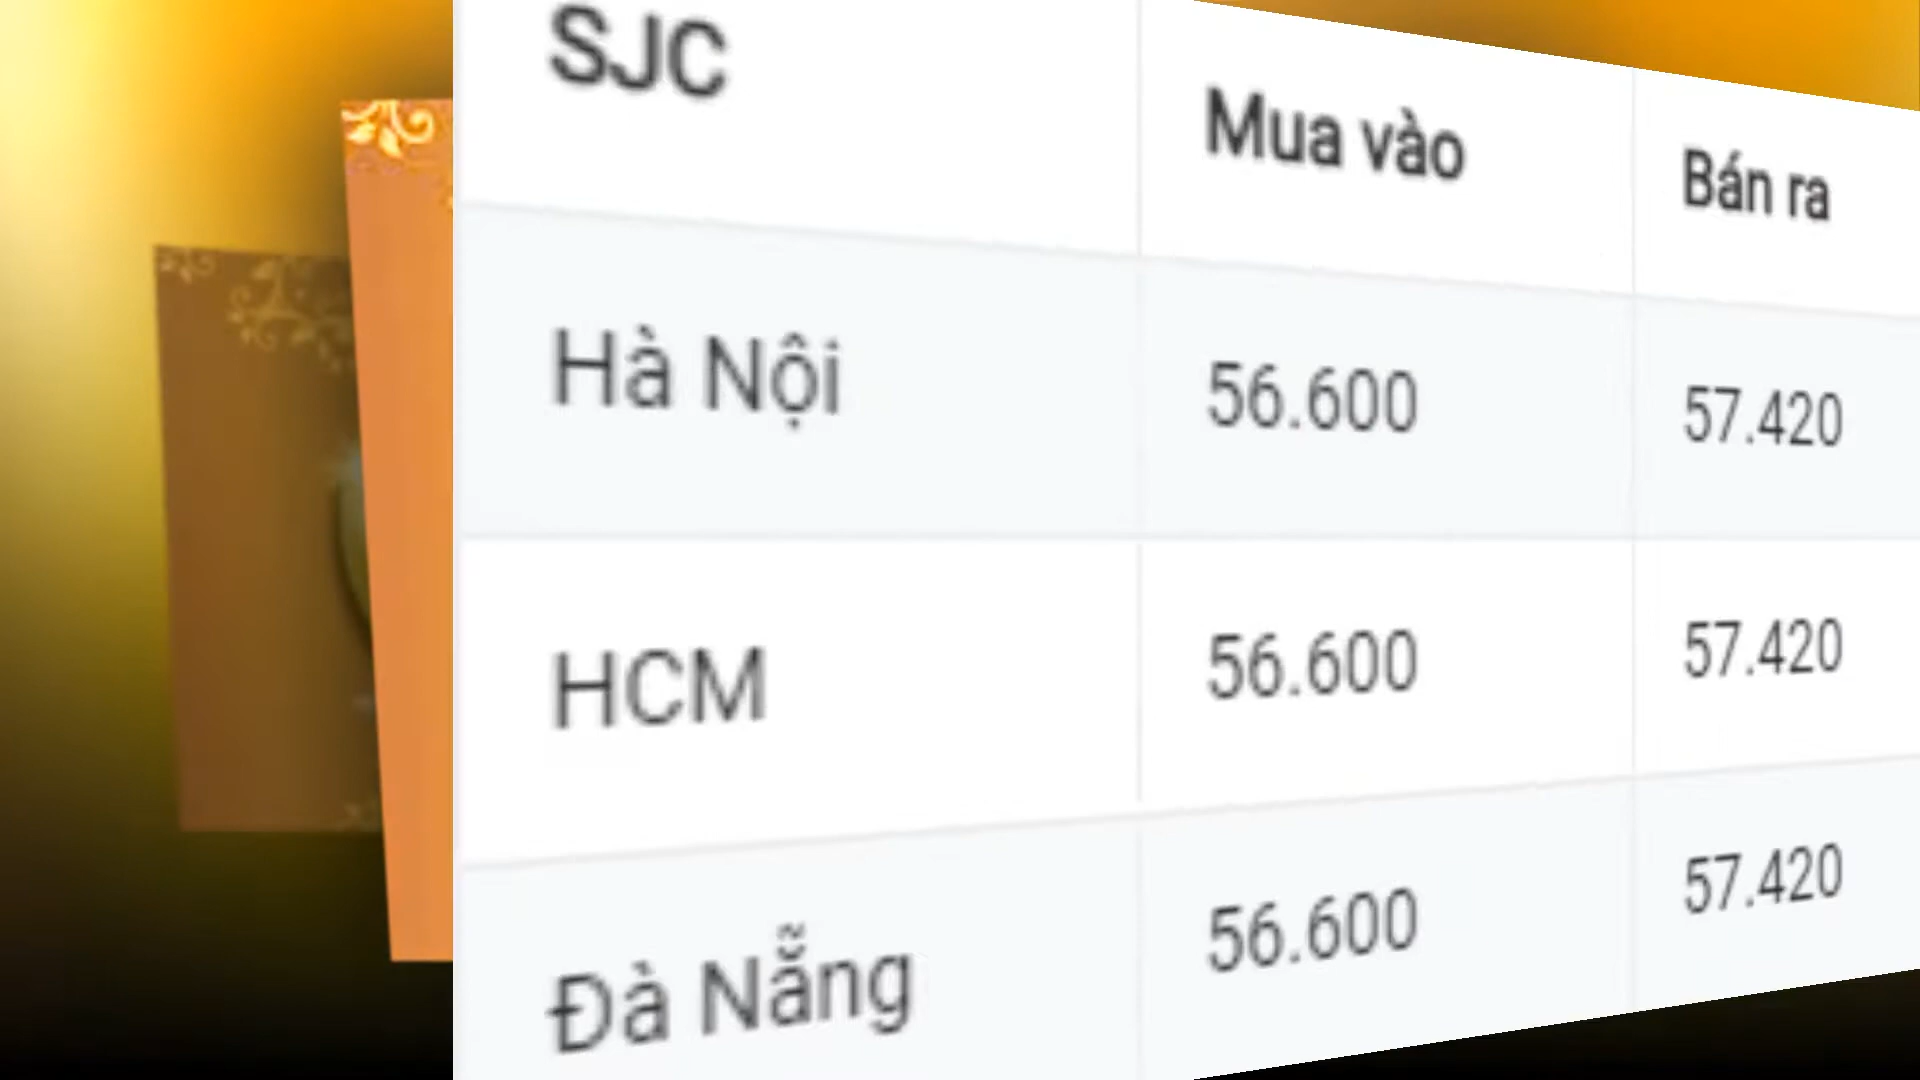 SJC Mua vào Bán ra
Hà Nội 56.600 57.420
HCM 56.600 57.420
Đà Nẵng 56.600 57.420